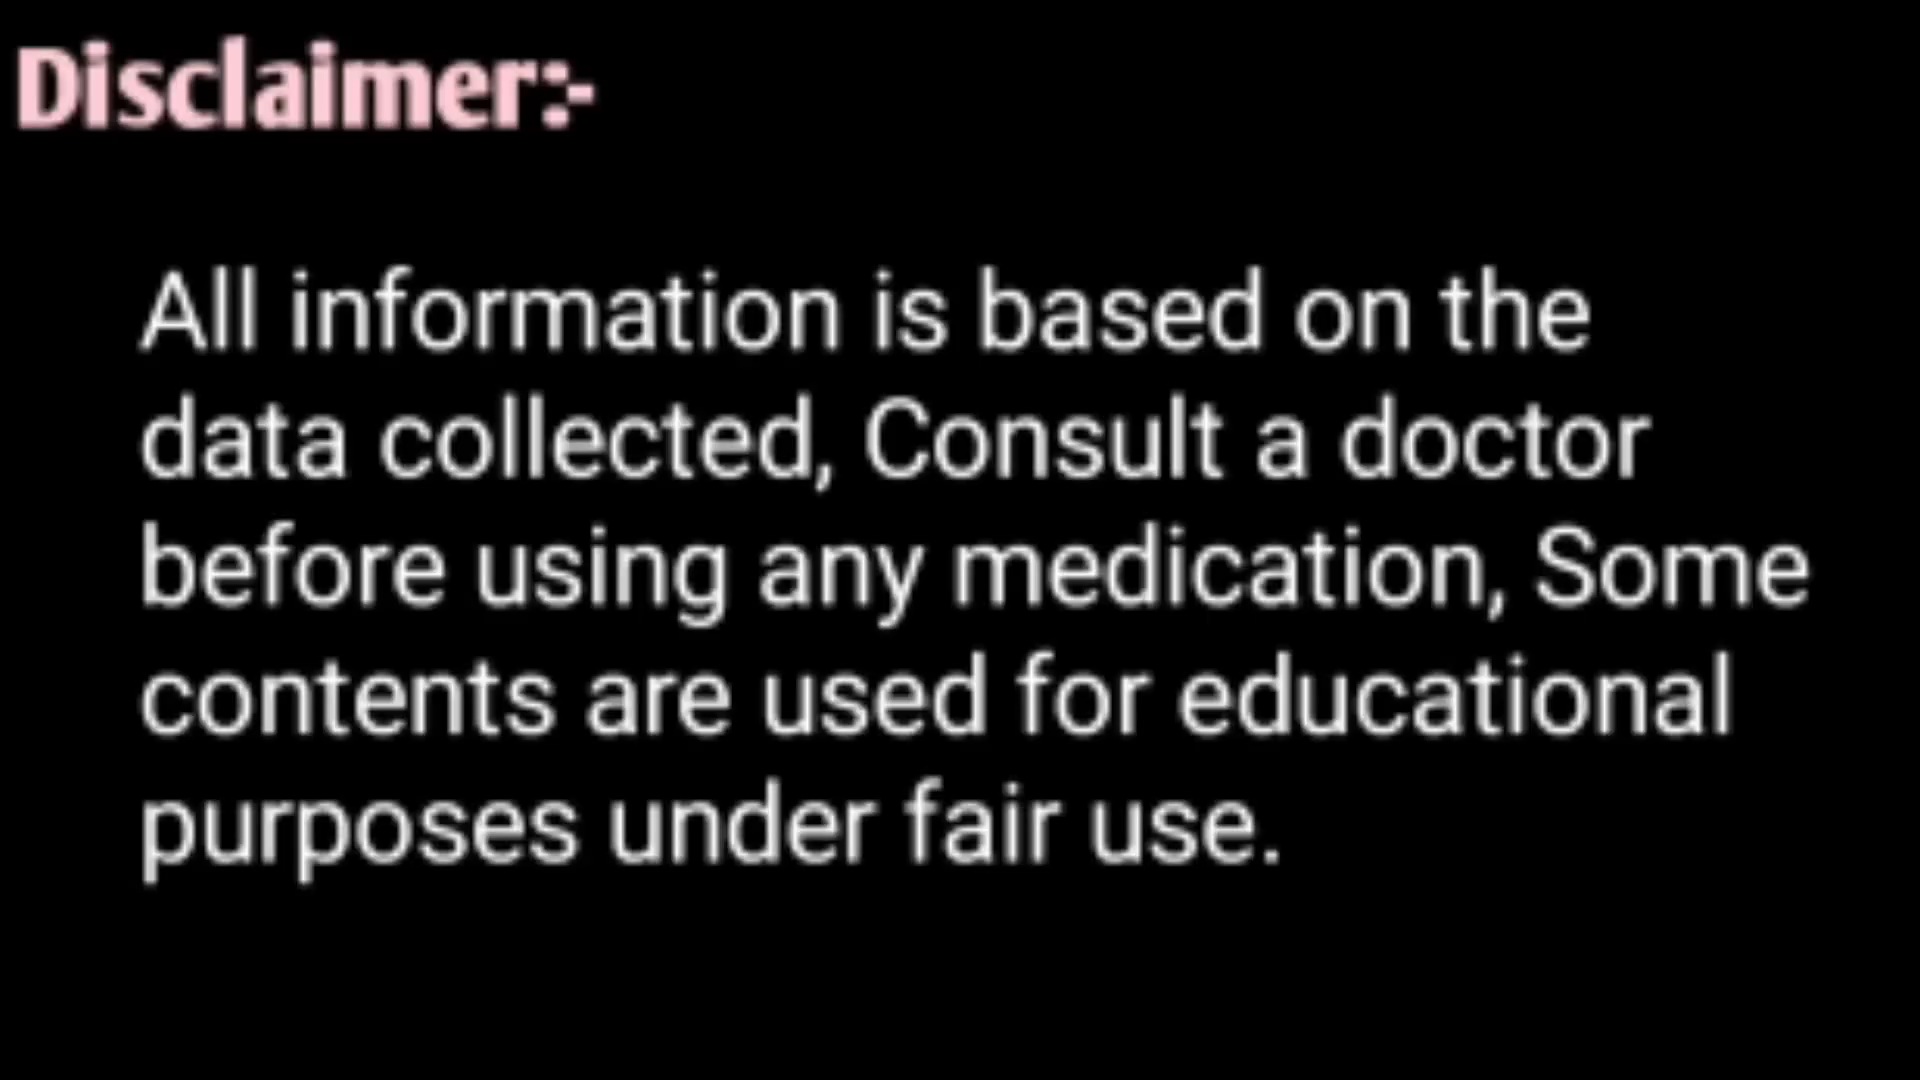 Disclaimer:-
All information is based on the
data collected, Consult a doctor
before using any medication, Some
contents are used for educational
purposes under fair use.